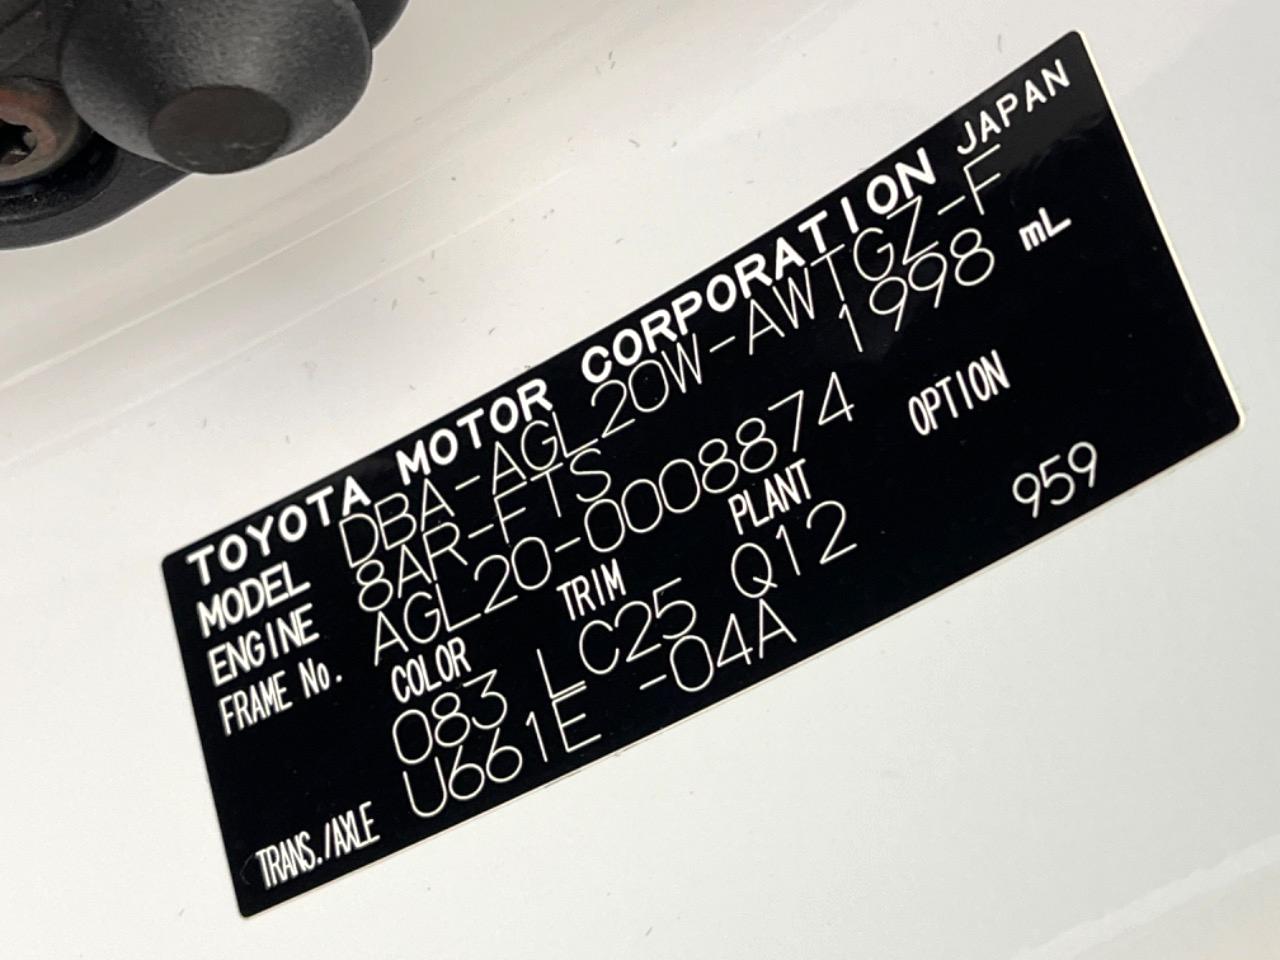 TOYOTA MOTOR CORPORATION JAPAN
MODEL DBA-AGL20W-AWTGZ-F
ENGINE 8AR-FTS 1998 mL
FRAME No. AGL20-0008874
COLOR TRIM PLANT OPTION
083 LC25 Q12 959
TRANS./AXLE U661E -04A